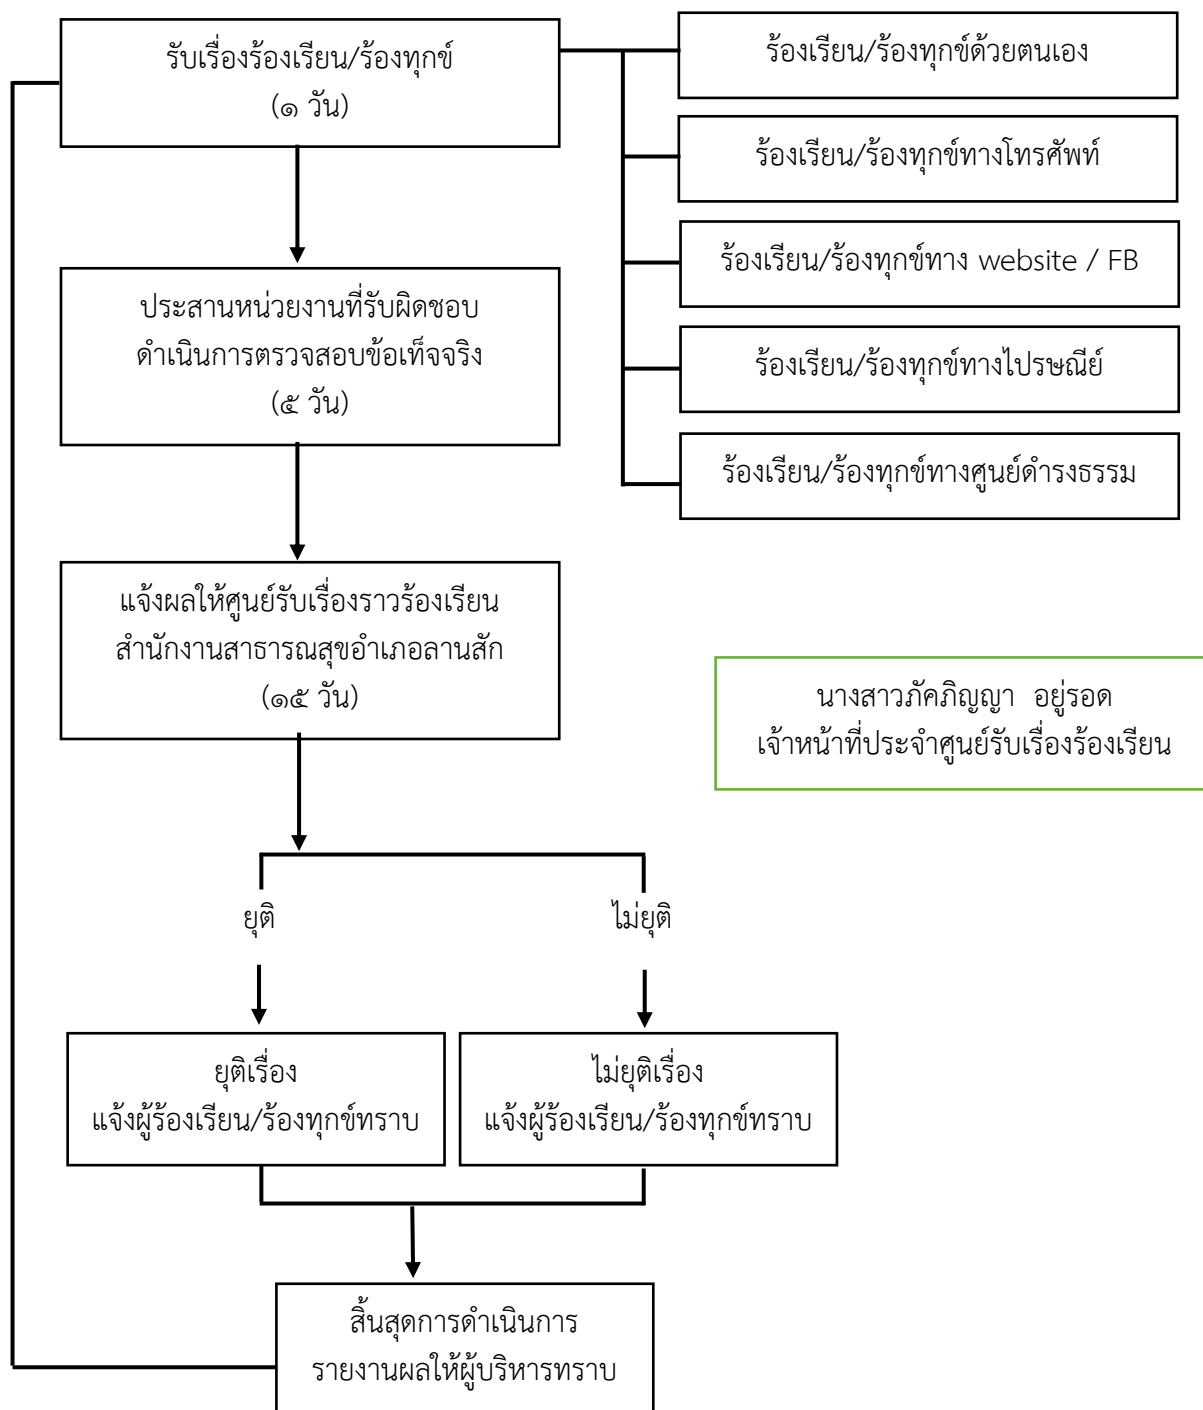 รับเรื่องร้องเรียน/ร้องทุกข์
(๑ วัน)
ร้องเรียน/ร้องทุกข์ด้วยตนเอง
ร้องเรียน/ร้องทุกข์ทางโทรศัพท์
ร้องเรียน/ร้องทุกข์ทาง website / FB
ร้องเรียน/ร้องทุกข์ทางไปรษณีย์
ร้องเรียน/ร้องทุกข์ทางศูนย์ดำรงธรรม
ประสานหน่วยงานที่รับผิดชอบ
ดำเนินการตรวจสอบข้อเท็จจริง
(๕ วัน)
แจ้งผลให้ศูนย์รับเรื่องราวร้องเรียน
สำนักงานสาธารณสุขอำเภอลานสัก
(๑๕ วัน)
นางสาวภัคภิญญา อยู่รอด
เจ้าหน้าที่ประจำศูนย์รับเรื่องร้องเรียน
ยุติ
ไม่ยุติ
ยุติเรื่อง
แจ้งผู้ร้องเรียน/ร้องทุกข์ทราบ
ไม่ยุติเรื่อง
แจ้งผู้ร้องเรียน/ร้องทุกข์ทราบ
สิ้นสุดการดำเนินการ
รายงานผลให้ผู้บริหารทราบ